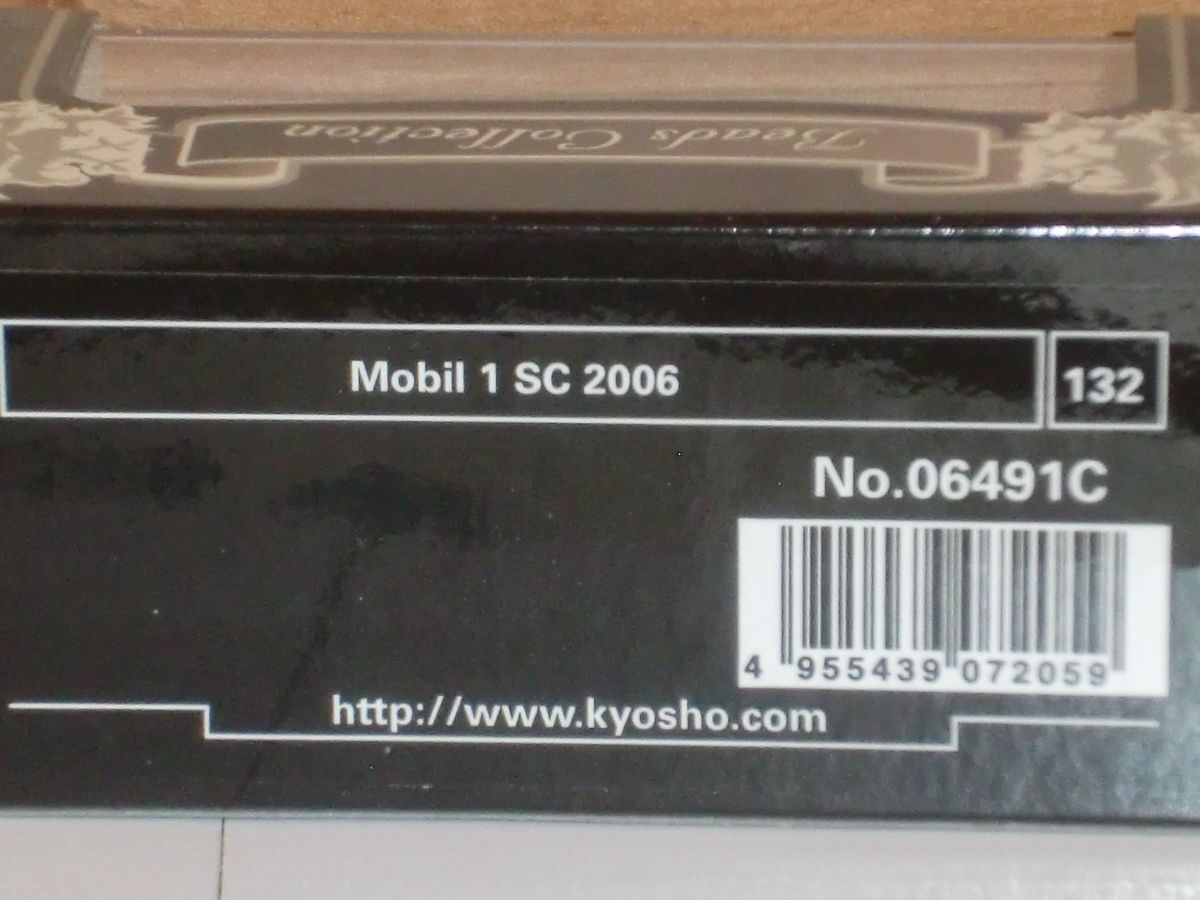 Beads Collection
Mobil 1 SC 2006
132
No.06491C
4 955439 072059
http://www.kyosho.com